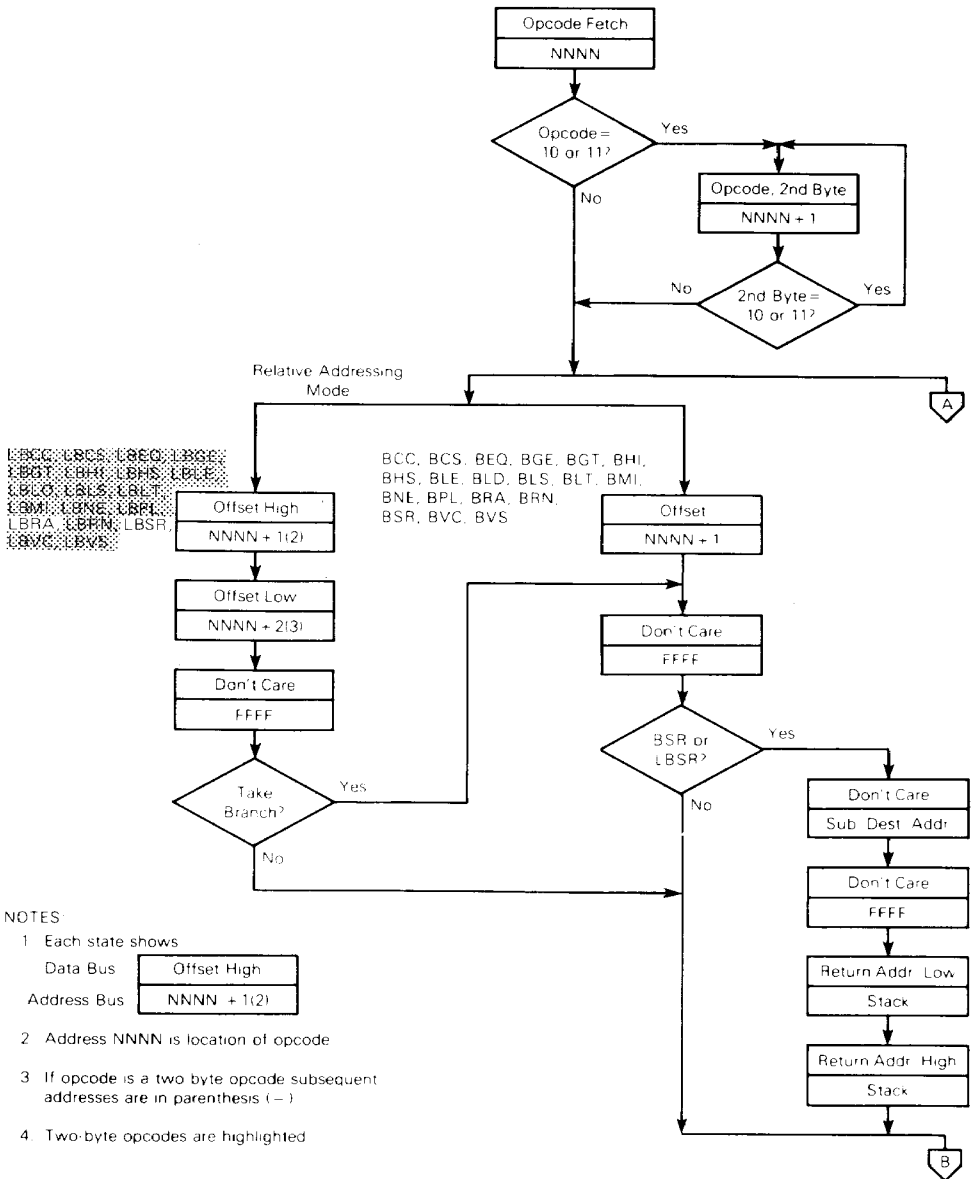 Opcode Fetch
NNNN
Opcode=
10 or 11?
Yes
No
Opcode, 2nd Byte
NNNN + 1
2nd Byte=
10 or 11?
No
Yes
Relative Addressing
Mode
A
LBCC, LBCS, LBEQ, LBGE,
LBGT, LBHI, LBHS, LBLE,
LBLO, LBLS, LBLT,
LBMI, LBNE, LBPL,
LBRA, LBRN, LBSR,
LBVC, LBVS
BCC, BCS, BEQ, BGE, BGT, BHI,
BHS, BLE, BLD, BLS, BLT, BMI,
BNE, BPL, BRA, BRN,
BSR, BVC, BVS
Offset High
NNNN + 1(2)
Offset
NNNN + 1
Offset Low
NNNN + 2(3)
Don't Care
FFFF
Don't Care
FFFF
Take
Branch?
Yes
No
BSR or
LBSR?
Yes
No
Don't Care
Sub Dest Addr
Don't Care
FFFF
Return Addr Low
Stack
Return Addr High
Stack
B
NOTES:
1 Each state shows
Data Bus Offset High
Address Bus NNNN + 1(2)
2 Address NNNN is location of opcode
3 If opcode is a two byte opcode subsequent
addresses are in parenthesis (–)
4. Two-byte opcodes are highlighted